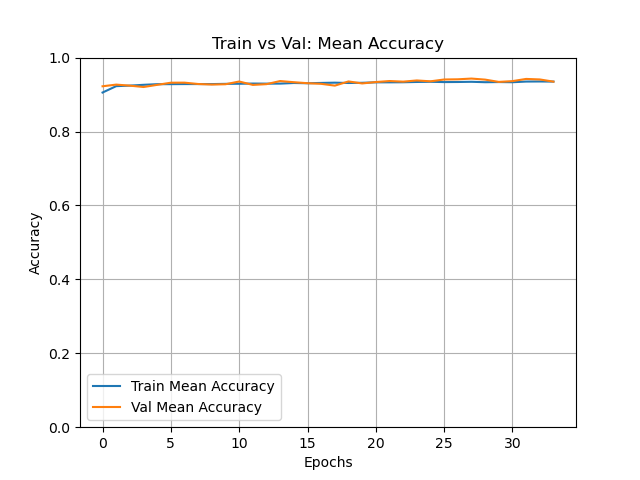 Train vs Val: Mean Accuracy
1.0
0.8
0.6
0.4
0.2
0.0
Accuracy
Train Mean Accuracy
Val Mean Accuracy
0 5 10 15 20 25 30
Epochs